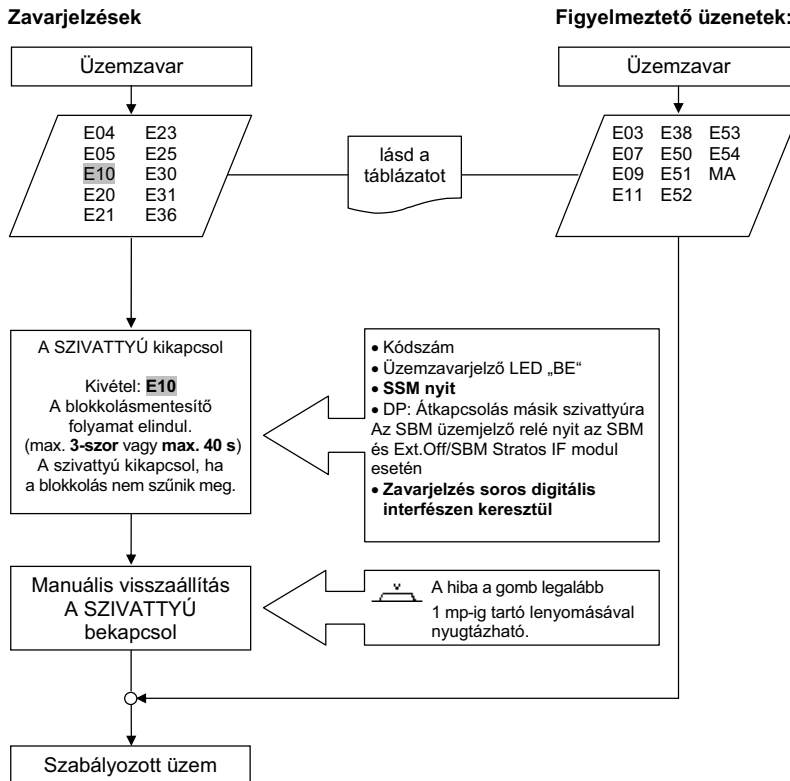 Zavarjelzések
Üzemzavar
E04 E23
E05 E25
E10 E30
E20 E31
E21 E36
lásd a
táblázatot
Figyelmeztető üzenetek:
Üzemzavar
E03 E38 E53
E07 E50 E54
E09 E51 MA
E11 E52
A SZIVATTYÚ kikapcsol
Kivétel: E10
A blokkolásmentesítő
folyamat elindul.
(max. 3-szor vagy max. 40 s)
A szivattyú kikapcsol, ha
a blokkolás nem szűnik meg.
• Kódszám
• Üzemzavarjelző LED „BE“
• SSM nyit
• DP: Átkapcsolás másik szivattyúra
Az SBM üzemjelző relé nyit az SBM
és Ext.Off/SBM Stratos IF modul
esetén
• Zavarjelzés soros digitális
interfészen keresztül
Manuális visszaállítás
A SZIVATTYÚ
bekapcsol
A hiba a gomb legalább
1 mp-ig tartó lenyomásával
nyugtázható.
Szabályozott üzem